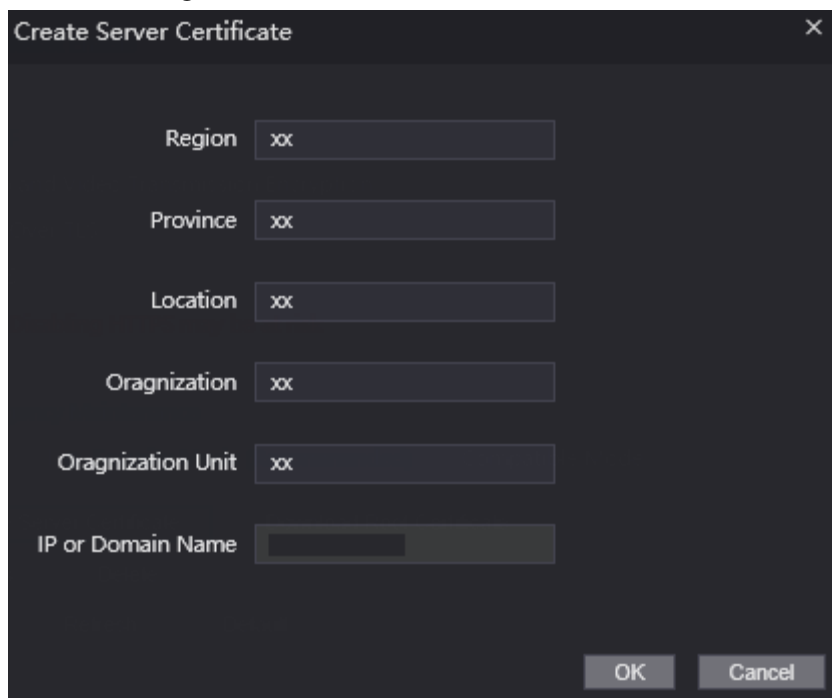 Create Server Certificate
Region xx
Province xx
Location xx
Oragnization xx
Oragnization Unit xx
IP or Domain Name
OK Cancel